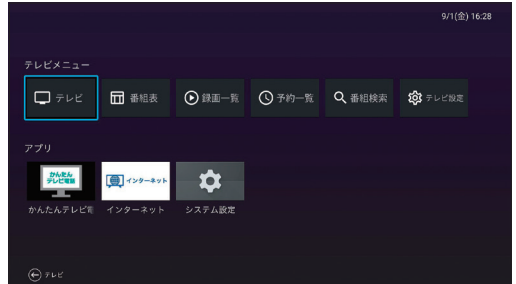 9/1(金) 16:28
テレビメニュー
テレビ 番組表 録画一覧 予約一覧 番組検索 テレビ設定
アプリ
かんたん
テレビ電話
インターネット
かんたんテレビ電 インターネット システム設定
テレビ